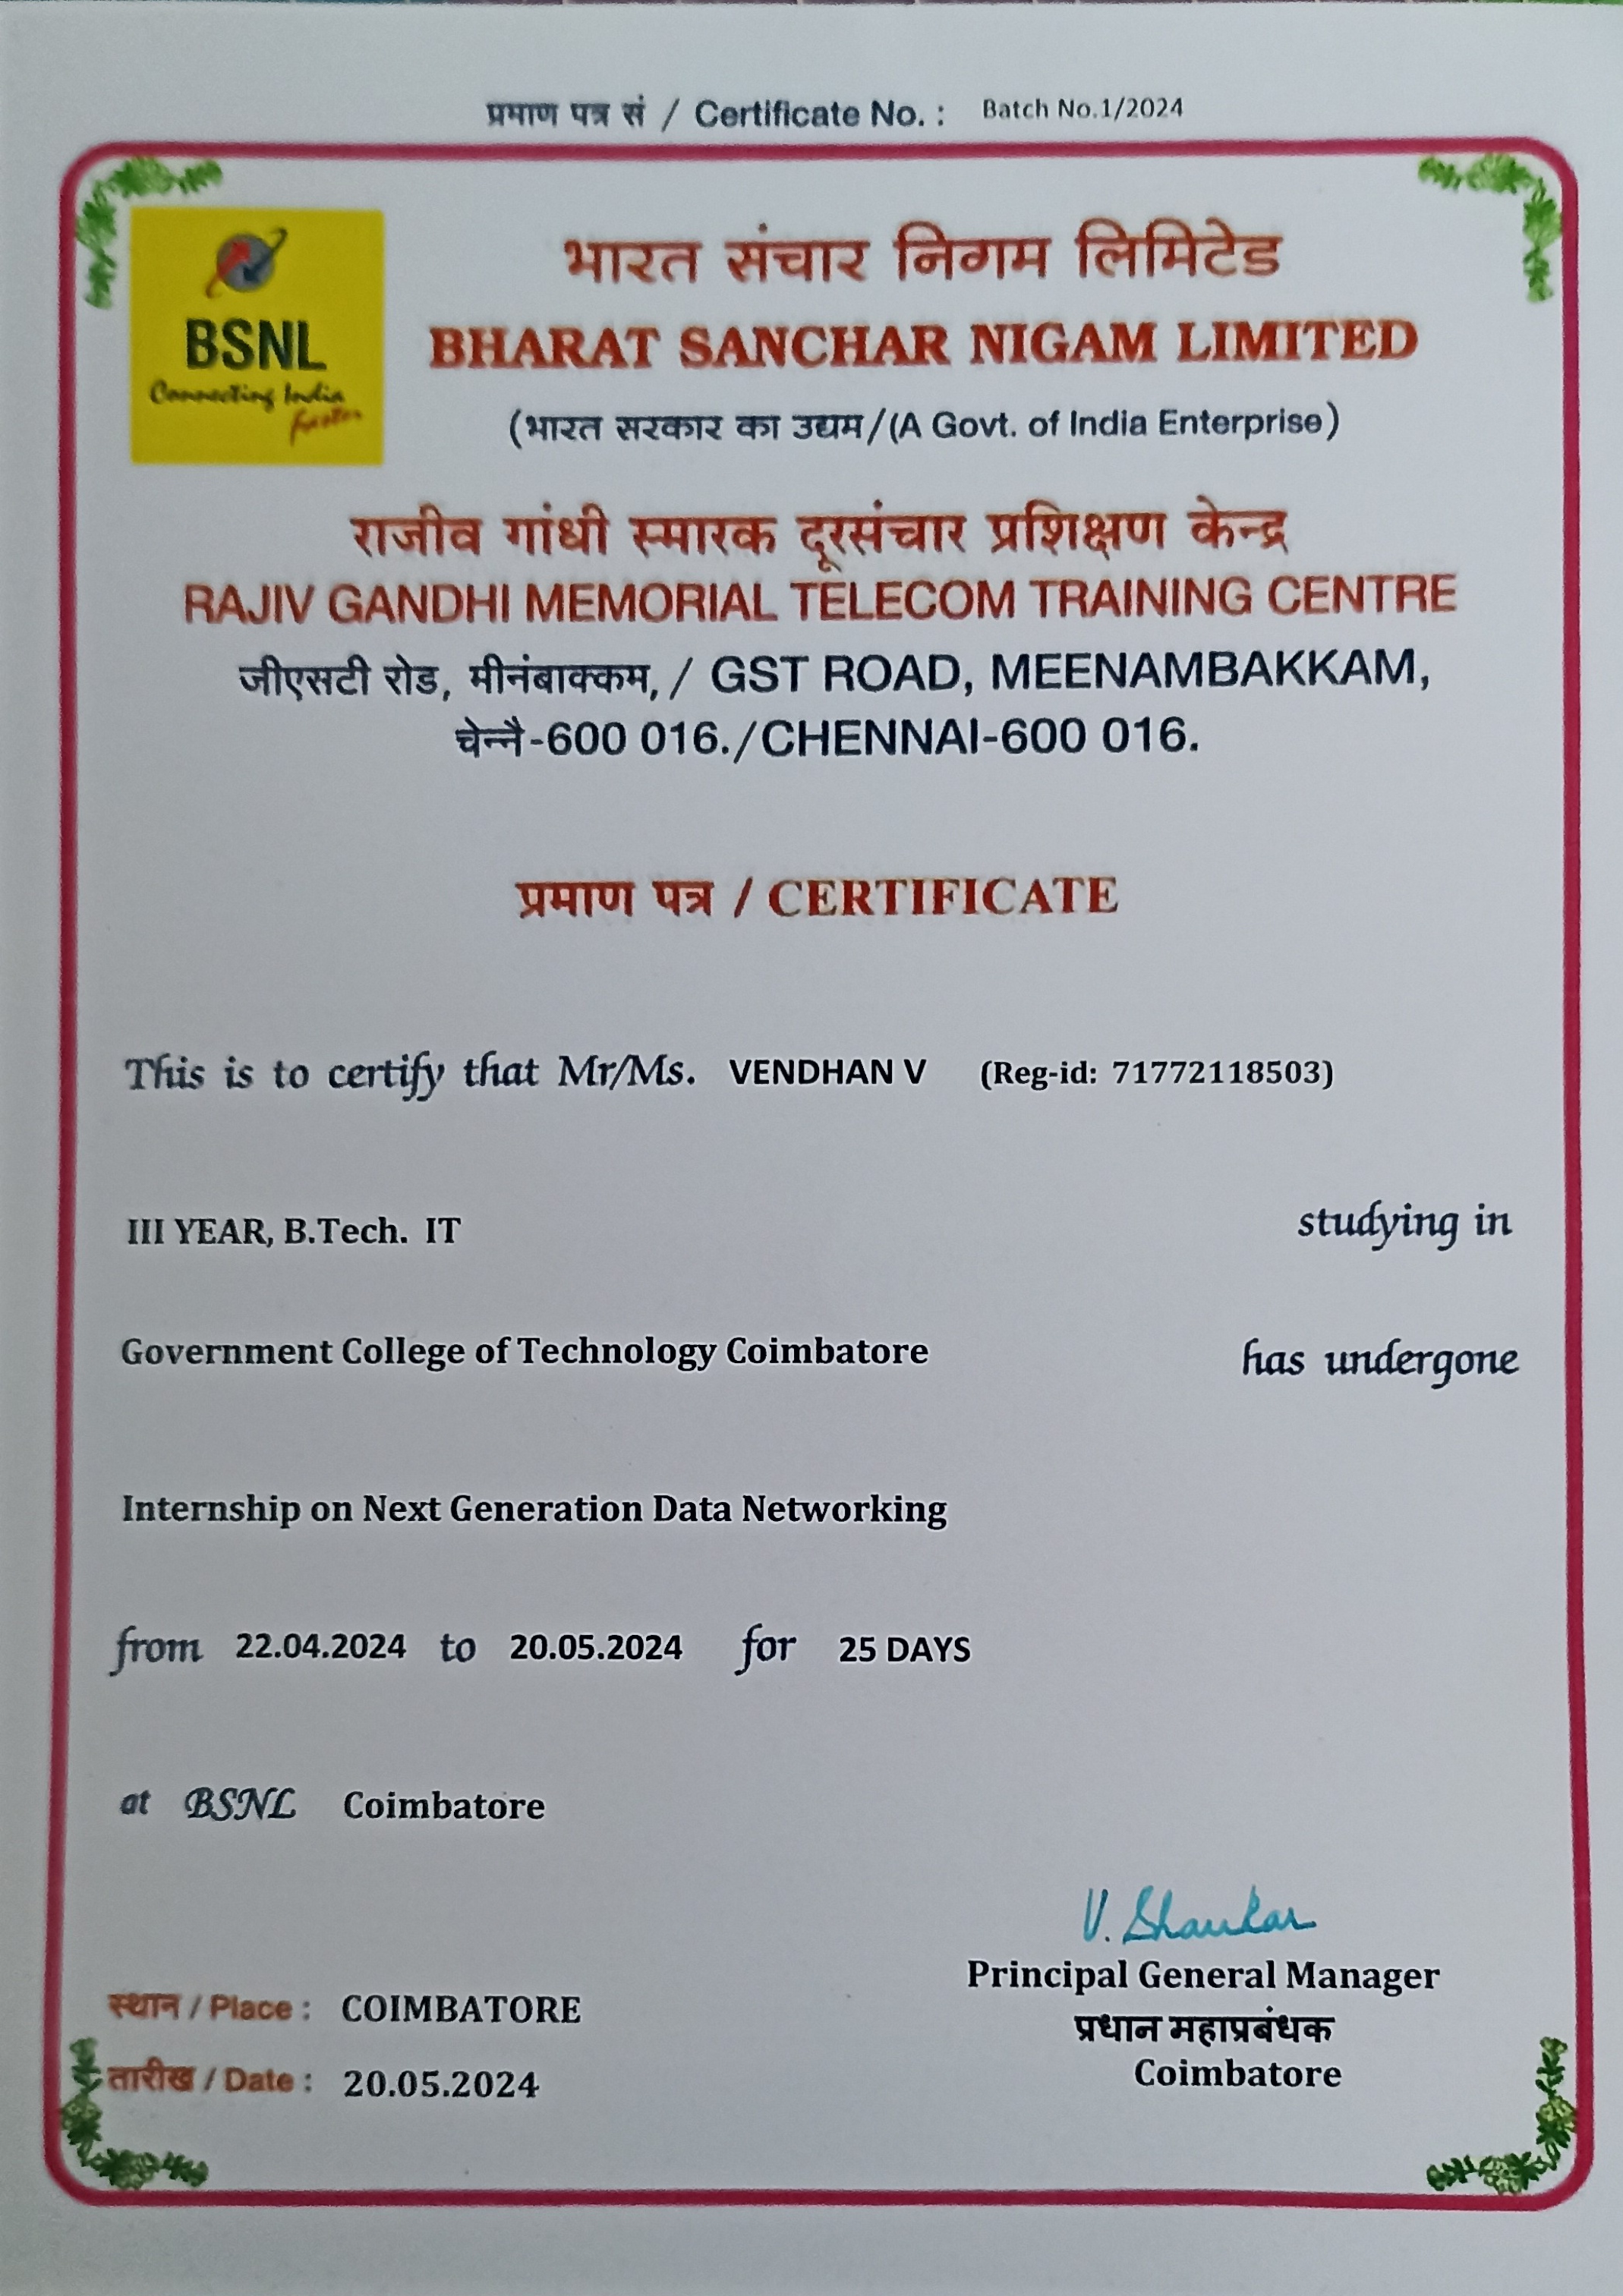 प्रमाण पत्र सं / Certificate No. : Batch No.1/2024
BSNL
Connecting India
faster
भारत संचार निगम लिमिटेड
BHARAT SANCHAR NIGAM LIMITED
(भारत सरकार का उद्यम/(A Govt. of India Enterprise)
राजीव गांधी स्मारक दूरसंचार प्रशिक्षण केन्द्र
RAJIV GANDHI MEMORIAL TELECOM TRAINING CENTRE
जीएसटी रोड, मीनंबाक्कम, / GST ROAD, MEENAMBAKKAM,
चेन्नै-600 016./CHENNAI-600 016.
प्रमाण पत्र / CERTIFICATE
This is to certify that Mr/Ms. VENDHAN V (Reg-id: 71772118503)
III YEAR, B.Tech. IT studying in
Government College of Technology Coimbatore has undergone
Internship on Next Generation Data Networking
from 22.04.2024 to 20.05.2024 for 25 DAYS
at BSNL Coimbatore
V. Shankar
Principal General Manager
प्रधान महाप्रबंधक
Coimbatore
स्थान / Place : COIMBATORE
तारीख / Date : 20.05.2024